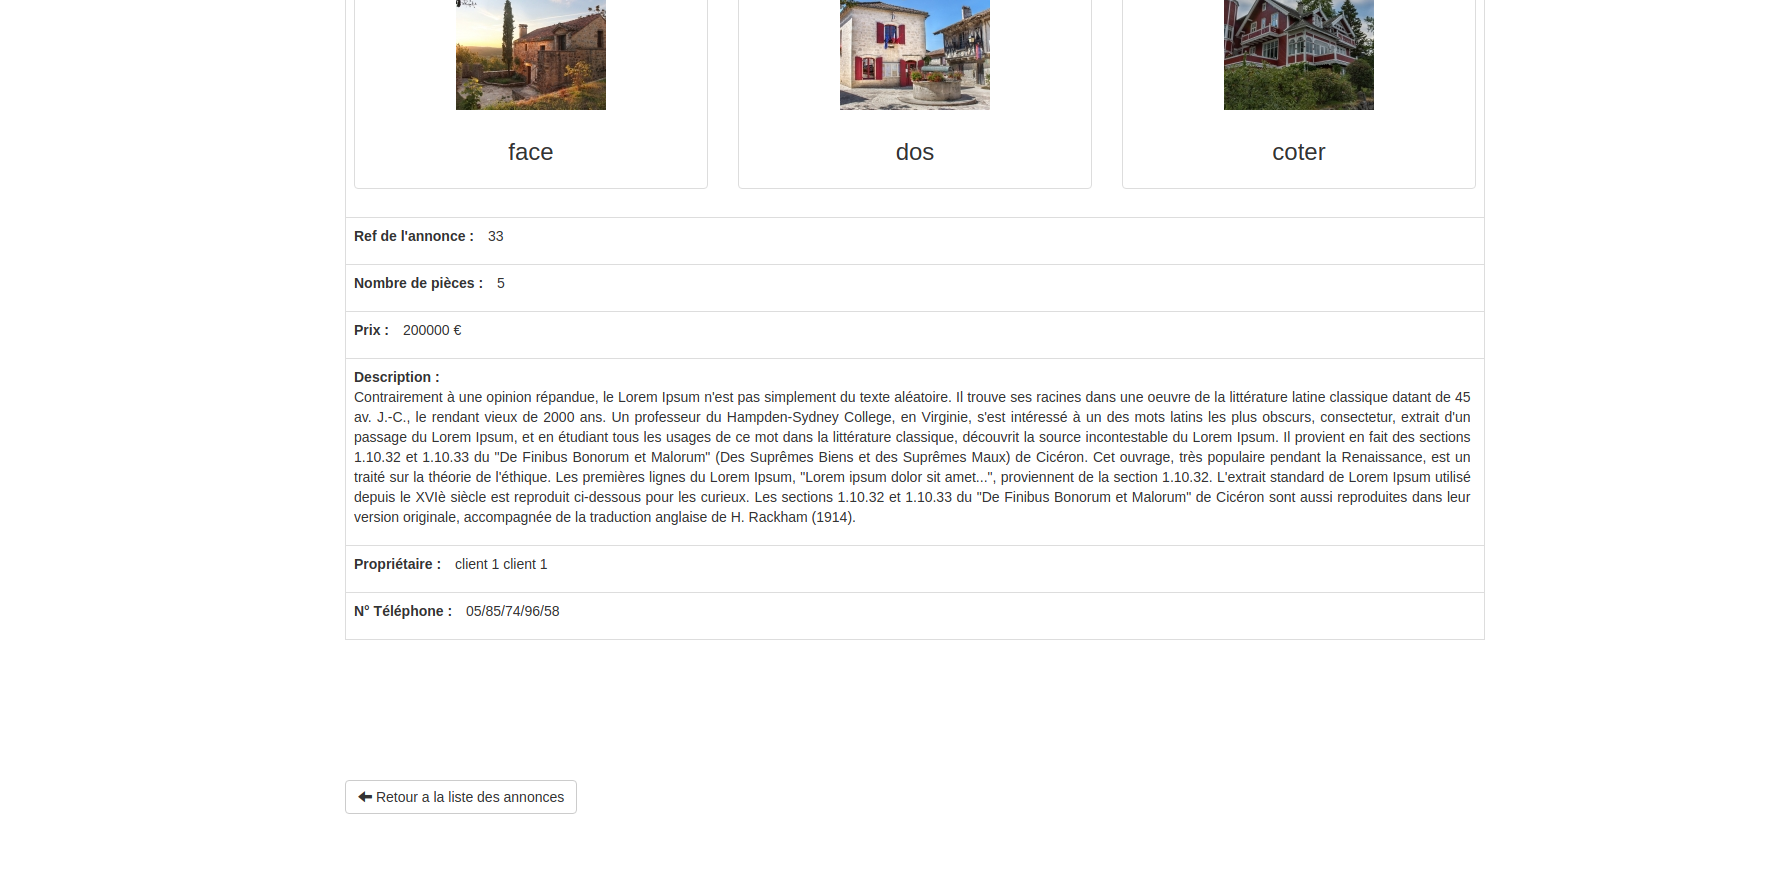 face
dos
coter
Ref de l'annonce : 33
Nombre de pièces : 5
Prix : 200000 €
Description :
Contrairement à une opinion répandue, le Lorem Ipsum n'est pas simplement du texte aléatoire. Il trouve ses racines dans une oeuvre de la littérature latine classique datant de 45
av. J.-C., le rendant vieux de 2000 ans. Un professeur du Hampden-Sydney College, en Virginie, s'est intéressé à un des mots latins les plus obscurs, consectetur, extrait d'un
passage du Lorem Ipsum, et en étudiant tous les usages de ce mot dans la littérature classique, découvrit la source incontestable du Lorem Ipsum. Il provient en fait des sections
1.10.32 et 1.10.33 du "De Finibus Bonorum et Malorum" (Des Suprêmes Biens et des Suprêmes Maux) de Cicéron. Cet ouvrage, très populaire pendant la Renaissance, est un
traité sur la théorie de l'éthique. Les premières lignes du Lorem Ipsum, "Lorem ipsum dolor sit amet...", proviennent de la section 1.10.32. L'extrait standard de Lorem Ipsum utilisé
depuis le XVIè siècle est reproduit ci-dessous pour les curieux. Les sections 1.10.32 et 1.10.33 du "De Finibus Bonorum et Malorum" de Cicéron sont aussi reproduites dans leur
version originale, accompagnée de la traduction anglaise de H. Rackham (1914).
Propriétaire : client 1 client 1
N° Téléphone : 05/85/74/96/58
Retour a la liste des annonces